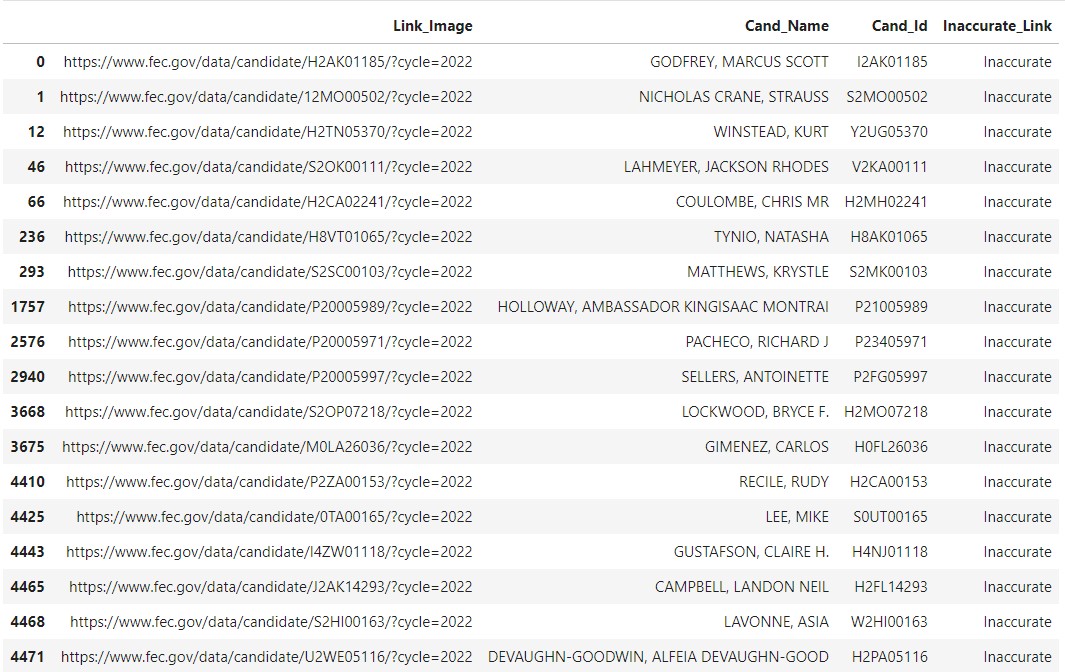 Link_Image Cand_Name Cand_Id Inaccurate_Link
0 https://www.fec.gov/data/candidate/H2AK01185/?cycle=2022 GODFREY, MARCUS SCOTT I2AK01185 Inaccurate
1 https://www.fec.gov/data/candidate/12MO00502/?cycle=2022 NICHOLAS CRANE, STRAUSS S2MO00502 Inaccurate
12 https://www.fec.gov/data/candidate/H2TN05370/?cycle=2022 WINSTEAD, KURT Y2UG05370 Inaccurate
46 https://www.fec.gov/data/candidate/S2OK00111/?cycle=2022 LAHMEYER, JACKSON RHODES V2KA00111 Inaccurate
66 https://www.fec.gov/data/candidate/H2CA02241/?cycle=2022 COULOMBE, CHRIS MR H2MH02241 Inaccurate
236 https://www.fec.gov/data/candidate/H8VT01065/?cycle=2022 TYNIO, NATASHA H8AK01065 Inaccurate
293 https://www.fec.gov/data/candidate/S2SC00103/?cycle=2022 MATTHEWS, KRYSTLE S2MK00103 Inaccurate
1757 https://www.fec.gov/data/candidate/P20005989/?cycle=2022 HOLLOWAY, AMBASSADOR KINGISAAC MONTRAI P21005989 Inaccurate
2576 https://www.fec.gov/data/candidate/P20005971/?cycle=2022 PACHECO, RICHARD J P23405971 Inaccurate
2940 https://www.fec.gov/data/candidate/P20005997/?cycle=2022 SELLERS, ANTOINETTE P2FG05997 Inaccurate
3668 https://www.fec.gov/data/candidate/S2OP07218/?cycle=2022 LOCKWOOD, BRYCE F. H2MO07218 Inaccurate
3675 https://www.fec.gov/data/candidate/M0LA26036/?cycle=2022 GIMENEZ, CARLOS H0FL26036 Inaccurate
4410 https://www.fec.gov/data/candidate/P2ZA00153/?cycle=2022 RECILE, RUDY H2CA00153 Inaccurate
4425 https://www.fec.gov/data/candidate/0TA00165/?cycle=2022 LEE, MIKE S0UT00165 Inaccurate
4443 https://www.fec.gov/data/candidate/I4ZW01118/?cycle=2022 GUSTAFSON, CLAIRE H. H4NJ01118 Inaccurate
4465 https://www.fec.gov/data/candidate/J2AK14293/?cycle=2022 CAMPBELL, LANDON NEIL H2FL14293 Inaccurate
4468 https://www.fec.gov/data/candidate/S2HI00163/?cycle=2022 LAVONNE, ASIA W2HI00163 Inaccurate
4471 https://www.fec.gov/data/candidate/U2WE05116/?cycle=2022 DEVAUGHN-GOODWIN, ALFEIA DEVAUGHN-GOOD H2PA05116 Inaccurate